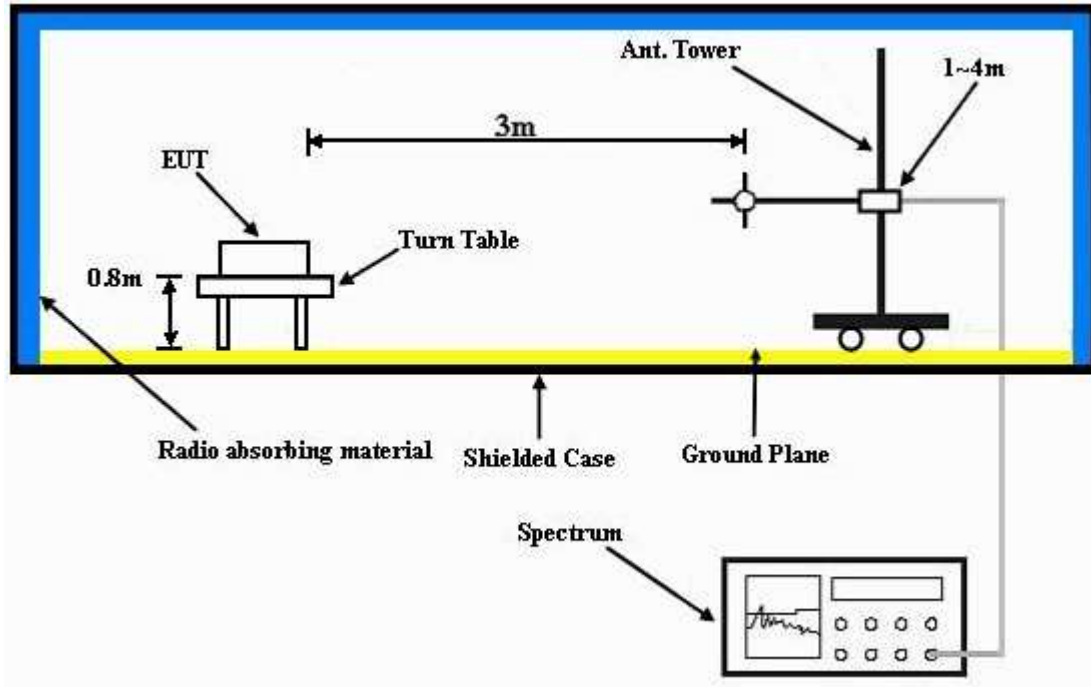 Ant. Tower
1~4m
3m
EUT
Turn Table
0.8m
Radio absorbing material
Shielded Case
Ground Plane
Spectrum